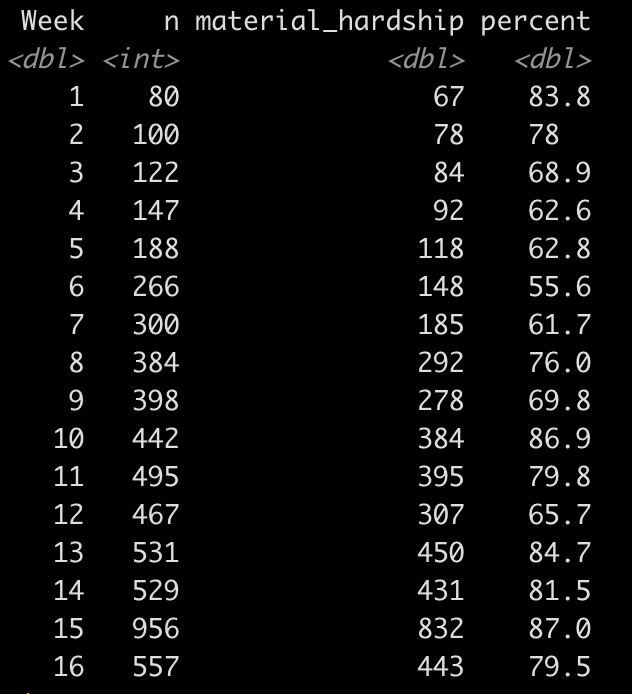 Week n material_hardship percent
<dbl> <int> <dbl> <dbl>
1 80 67 83.8
2 100 78 78
3 122 84 68.9
4 147 92 62.6
5 188 118 62.8
6 266 148 55.6
7 300 185 61.7
8 384 292 76.0
9 398 278 69.8
10 442 384 86.9
11 495 395 79.8
12 467 307 65.7
13 531 450 84.7
14 529 431 81.5
15 956 832 87.0
16 557 443 79.5